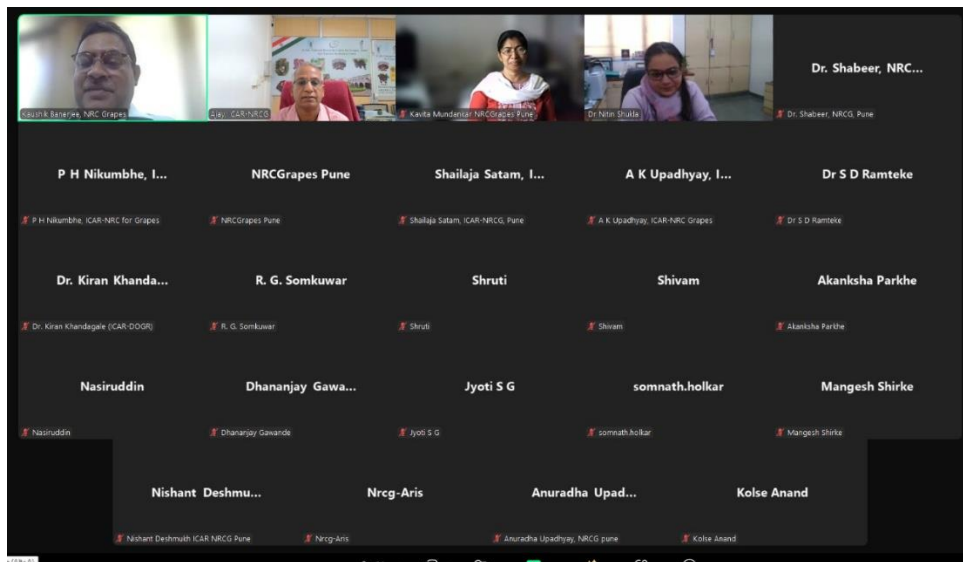 Kaushik Banerjee, NRC Grapes
Ajay, ICAR-NRCG
Kavita Mundankar NRCGrapes Pune
Dr Nitin Shukla
Dr. Shabeer, NRC...
Dr. Shabeer, NRCG, Pune
P H Nikumbhe, I...
P H Nikumbhe, ICAR-NRC for Grapes
NRCGrapes Pune
NRCGrapes Pune
Shailaja Satam, I...
Shailaja Satam, ICAR-NRCG, Pune
A K Upadhyay, I...
A K Upadhyay, ICAR-NRC Grapes
Dr S D Ramteke
Dr S D Ramteke
Dr. Kiran Khanda...
Dr. Kiran Khandagale (ICAR-DOGR)
R. G. Somkuwar
R. G. Somkuwar
Shruti
Shruti
Shivam
Shivam
Akanksha Parkhe
Akanksha Parkhe
Nasiruddin
Nasiruddin
Dhananjay Gawa...
Dhananjay Gawande
Jyoti S G
Jyoti S G
somnath.holkar
somnath.holkar
Mangesh Shirke
Mangesh Shirke
Nishant Deshmu...
Nishant Deshmukh ICAR NRCG Pune
Nrcg-Aris
Nrcg-Aris
Anuradha Upad...
Anuradha Upadhyay, NRCG pune
Kolse Anand
Kolse Anand